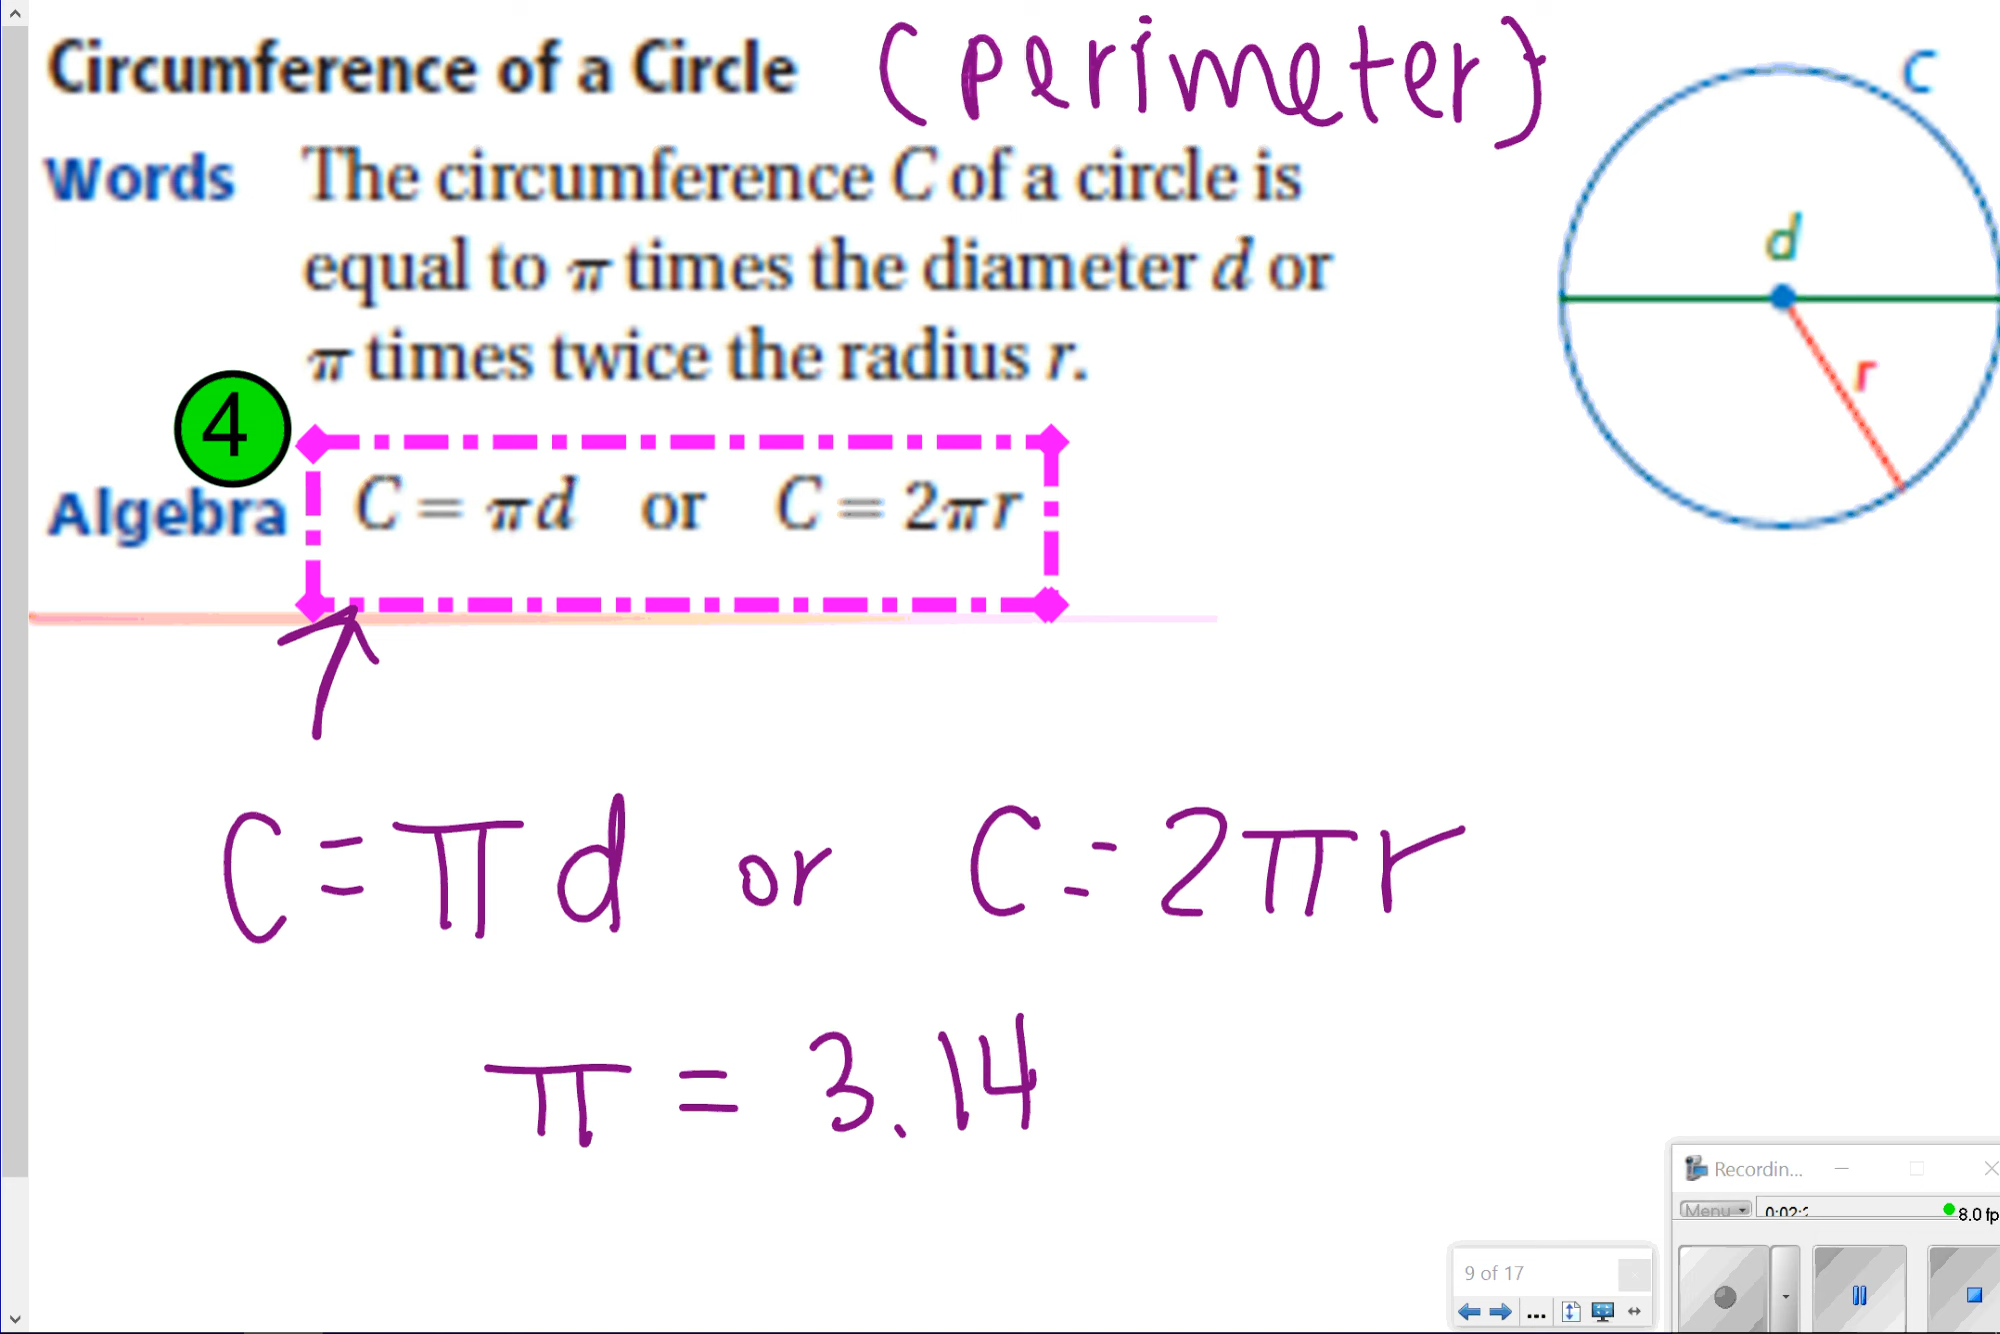 Circumference of a Circle (perimeter)
C
Words The circumference C of a circle is
equal to π times the diameter d or
π times twice the radius r.
d
r
4
Algebra C = πd or C = 2πr
C = π d or C = 2πr
π = 3.14
Recordin...
Menu
8.0 fp
9 of 17
...